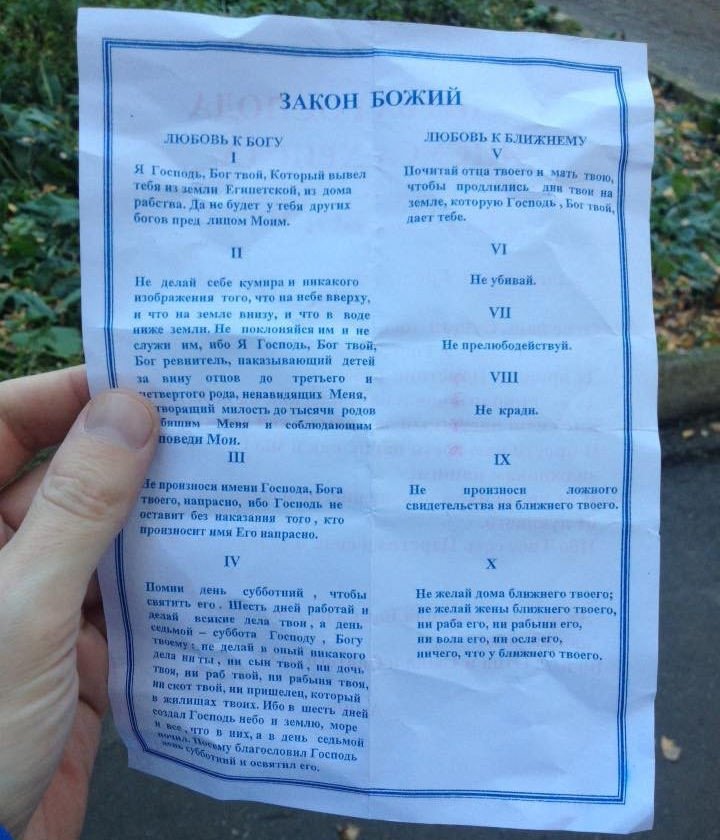 ЗАКОН БОЖИЙ
ЛЮБОВЬ К БОГУ
I
Я Господь, Бог твой, Который вывел
тебя из земли Египетской, из дома
рабства. Да не будет у тебя других
богов пред лицом Моим.
II
Не делай себе кумира и никакого
изображения того, что на небе вверху,
и что на земле внизу, и что в воде
ниже земли. Не поклоняйся им и не
служи им, ибо Я Господь, Бог твой,
Бог ревнитель, наказывающий детей
за вину отцов до третьего и
четвертого рода, ненавидящих Меня,
творящий милость до тысячи родов
бящим Меня и соблюдающим
поведи Мои.
III
Не произноси имени Господа, Бога
твоего, напрасно, ибо Господь не
оставит без наказания того, кто
произносит имя Его напрасно.
IV
Помни день субботний, чтобы
святить его. Шесть дней работай и
делай всякие дела твои, а день
седьмой – суббота Господу, Богу
твоему: не делай в оный никакого
дела ни ты, ни сын твой, ни дочь
твоя, ни раб твой, ни рабыня твоя,
ни скот твой, ни пришелец, который
в жилищах твоих. Ибо в шесть дней
создал Господь небо и землю, море
и все, что в них, а в день седьмой
почил. Посему благословил Господь
день субботний и освятил его.
ЛЮБОВЬ К БЛИЖНЕМУ
V
Почитай отца твоего и мать твою,
чтобы продлились дни твои на
земле, которую Господь, Бог твой,
дает тебе.
VI
Не убивай.
VII
Не прелюбодействуй.
VIII
Не кради.
IX
Не произноси ложного
свидетельства на ближнего твоего.
X
Не желай дома ближнего твоего;
не желай жены ближнего твоего,
ни раба его, ни рабыни его,
ни вола его, ни осла его,
ничего, что у ближнего твоего.